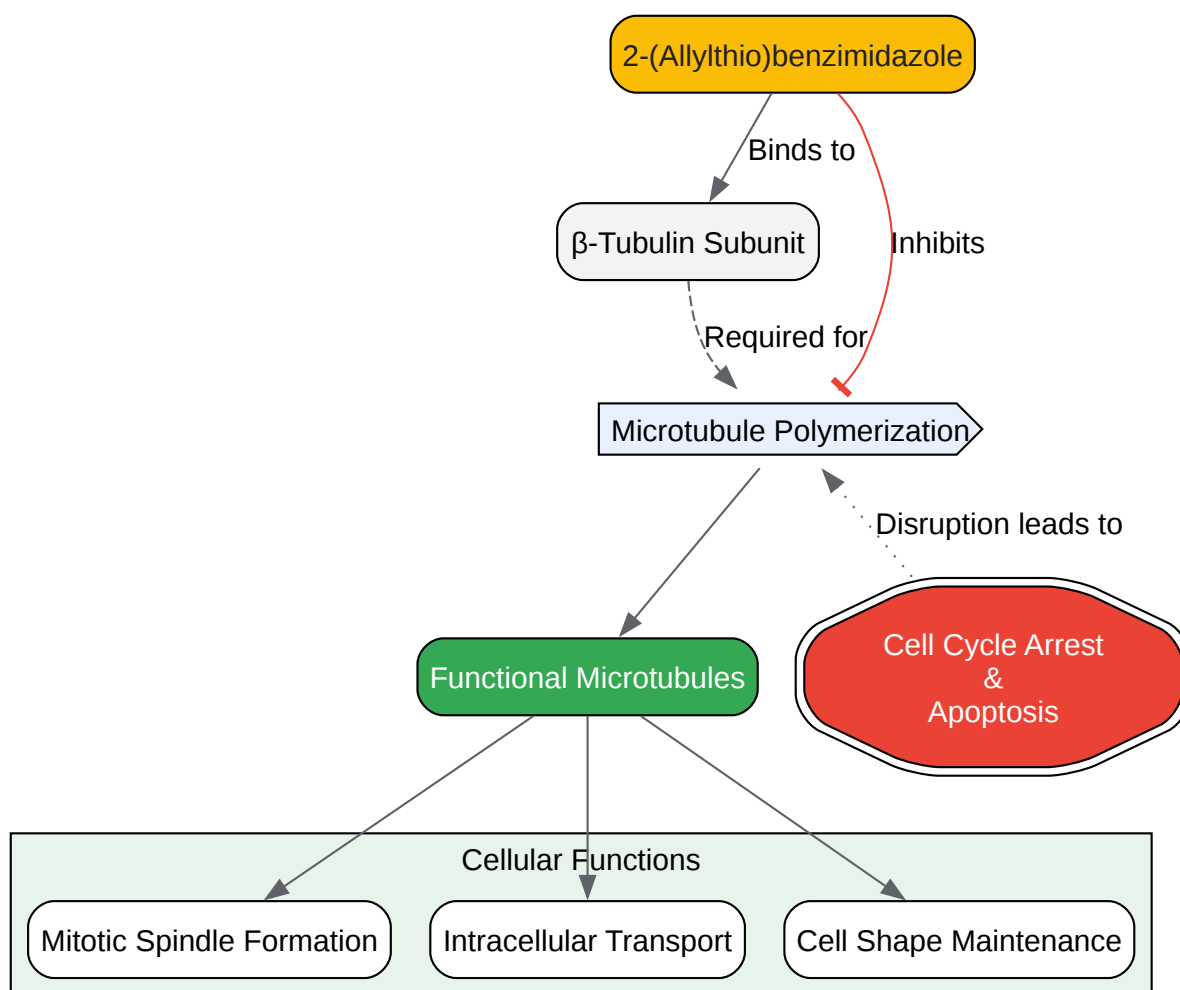 2-(Allylthio)benzimidazole
Binds to
β-Tubulin Subunit
Inhibits
Required for
Microtubule Polymerization
Disruption leads to
Cell Cycle Arrest
&
Apoptosis
Functional Microtubules
Cellular Functions
Mitotic Spindle Formation
Intracellular Transport
Cell Shape Maintenance